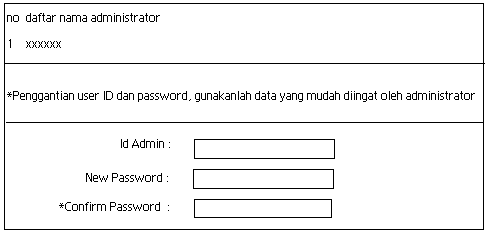 no daftar nama administrator
1 xxxxxx
*Penggantian user ID dan password, gunakanlah data yang mudah diingat oleh administrator
Id Admin :
New Password :
*Confirm Password :